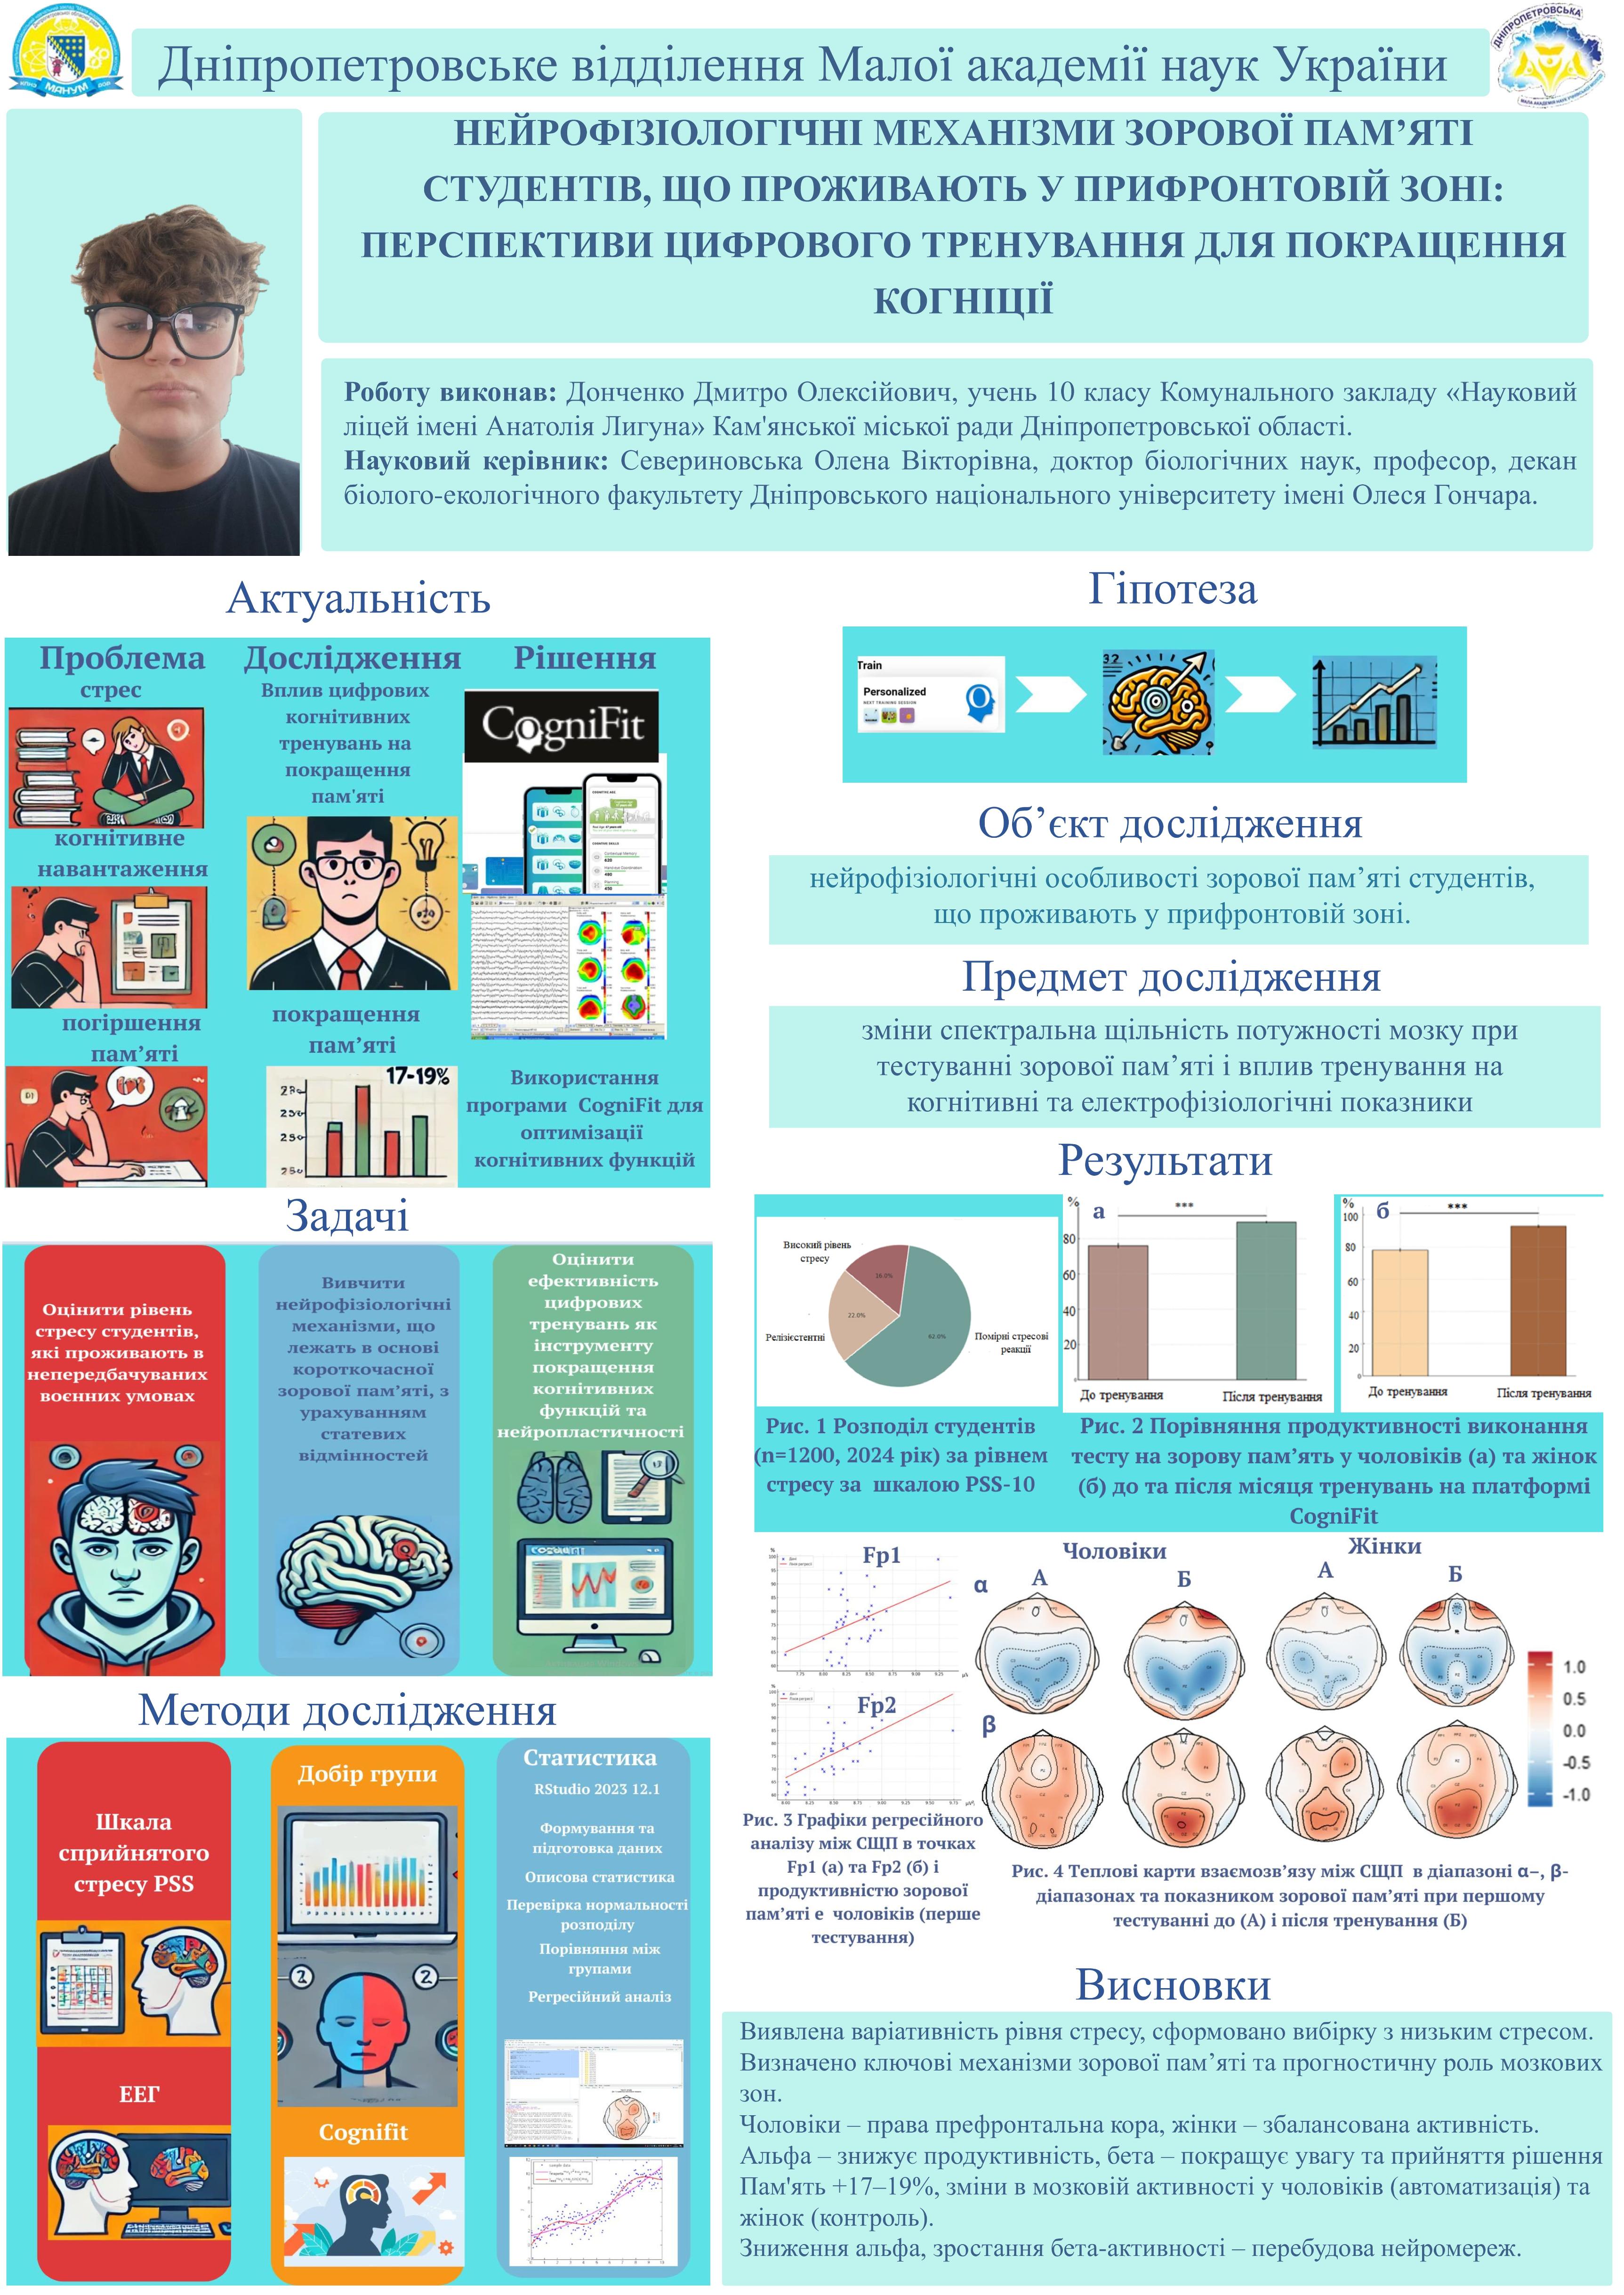 Дніпропетровське відділення Малої академії наук України
МАНУМ
ДНІПРОПЕТРОВСЬКА
НЕЙРОФІЗІОЛОГІЧНІ МЕХАНІЗМИ ЗОРОВОЇ ПАМ’ЯТІ
СТУДЕНТІВ, ЩО ПРОЖИВАЮТЬ У ПРИФРОНТОВІЙ ЗОНІ:
ПЕРСПЕКТИВИ ЦИФРОВОГО ТРЕНУВАННЯ ДЛЯ ПОКРАЩЕННЯ
КОГНІЦІЇ
Роботу виконав: Донченко Дмитро Олексійович, учень 10 класу Комунального закладу «Науковий
ліцей імені Анатолія Лигуна» Кам'янської міської ради Дніпропетровської області.
Науковий керівник: Севериновська Олена Вікторівна, доктор біологічних наук, професор, декан
біолого-екологічного факультету Дніпровського національного університету імені Олеся Гончара.
Актуальність
Проблема
стрес
когнітивне
навантаження
погіршення
пам’яті
Дослідження
Вплив цифрових
когнітивних
тренувань на
покращення
пам'яті
покращення
пам’яті
17-19%
Рішення
CogniFit
Використання
програми CogniFit для
оптимізації
когнітивних функцій
Задачі
Оцінити рівень
стресу студентів,
які проживають в
непередбачуваних
воєнних умовах
Вивчити
нейрофізіологічні
механізми, що
лежать в основі
короткочасної
зорової пам’яті, з
урахуванням
статевих
відмінностей
Оцінити
ефективність
цифрових
тренувань як
інструменту
покращення
когнітивних
функцій та
нейропластичності
Методи дослідження
Шкала
сприйнятого
стресу PSS
ЕЕГ
Добір групи
2
2
Cognifit
Статистика
RStudio 2023 12.1
Формування та
підготовка даних
Описова статистика
Перевірка нормальності
розподілу
Порівняння між
групами
Регресійний аналіз
Гіпотеза
Train
Personalized
NEXT TRAINING SESSION
32
Об’єкт дослідження
нейрофізіологічні особливості зорової пам’яті студентів,
що проживають у прифронтовій зоні.
Предмет дослідження
зміни спектральна щільність потужності мозку при
тестуванні зорової пам’яті і вплив тренування на
когнітивні та електрофізіологічні показники
Результати
Високий рівень
стресу
16.0%
22.0%
62.0%
Релізієстентні
Помірні стресові
реакції
Рис. 1 Розподіл студентів
(n=1200, 2024 рік) за рівнем
стресу за шкалою PSS-10
%
а
***
80
60
40
20
До тренування
Після тренування
%
б
***
100
80
60
40
20
0
До тренування
Після тренування
Рис. 2 Порівняння продуктивності виконання
тесту на зорову пам’ять у чоловіків (а) та жінок
(б) до та після місяця тренувань на платформі
CogniFit
Fp1
Fp2
Рис. 3 Графіки регресійного
аналізу між СЩП в точках
Fp1 (а) та Fp2 (б) і
продуктивністю зорової
пам’яті е чоловіків (перше
тестування)
Чоловіки
Жінки
α
А
Б
А
Б
β
1.0
0.5
0.0
-0.5
-1.0
Рис. 4 Теплові карти взаємозв’язу між СЩП в діапазоні α–, β-
діапазонах та показником зорової пам’яті при першому
тестуванні до (А) і після тренування (Б)
Висновки
Виявлена варіативність рівня стресу, сформовано вибірку з низьким стресом.
Визначено ключові механізми зорової пам’яті та прогностичну роль мозкових
зон.
Чоловіки – права префронтальна кора, жінки – збалансована активність.
Альфа – знижує продуктивність, бета – покращує увагу та прийняття рішення
Пам'ять +17–19%, зміни в мозковій активності у чоловіків (автоматизація) та
жінок (контроль).
Зниження альфа, зростання бета-активності – перебудова нейромереж.